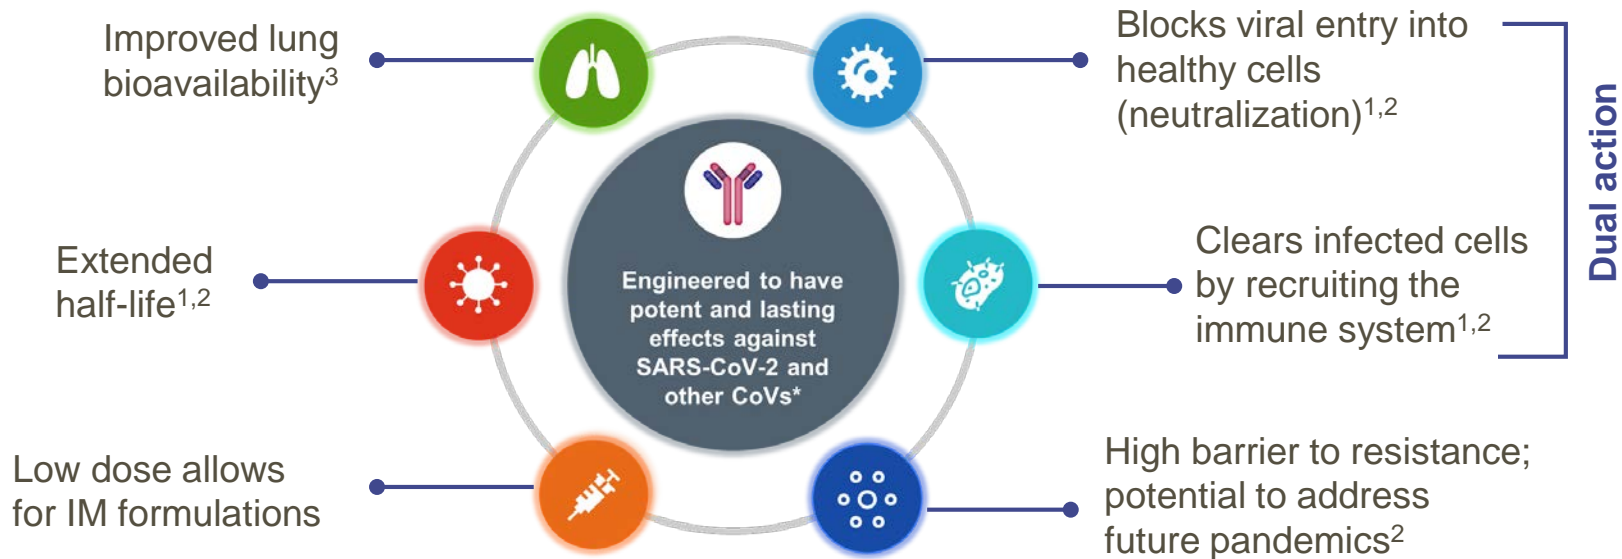 Improved lung
bioavailability³
Blocks viral entry into
healthy cells
(neutralization)¹,²
Dual action
Engineered to have
potent and lasting
effects against
SARS-CoV-2 and
other CoVs*
Extended
half-life¹,²
Clears infected cells
by recruiting the
immune system¹,²
Low dose allows
for IM formulations
High barrier to resistance;
potential to address
future pandemics²